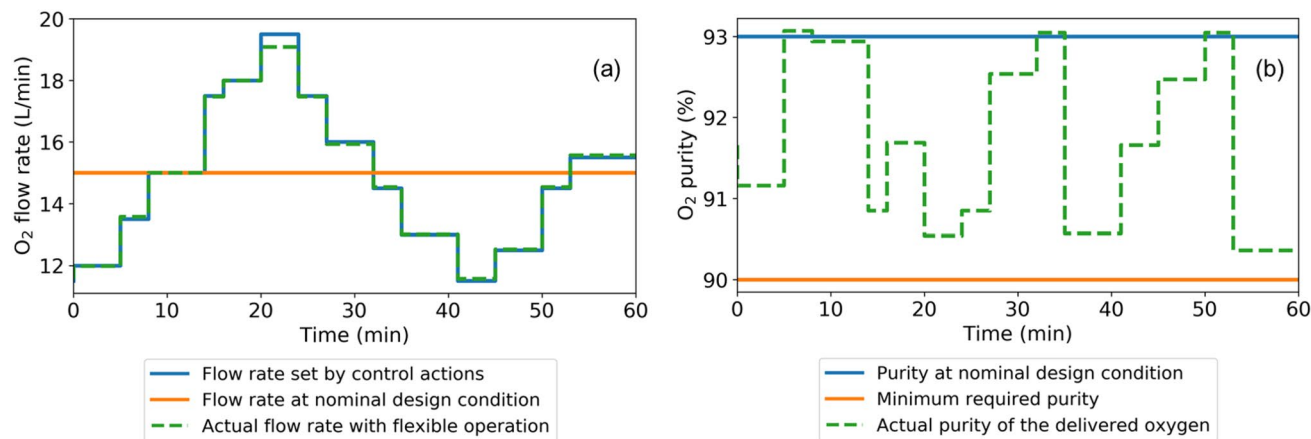 20
18
16
14
12
O2 flow rate (L/min)
(a)
0
10
20
30
40
50
60
Time (min)
Flow rate set by control actions
Flow rate at nominal design condition
Actual flow rate with flexible operation
93
92
91
90
O2 purity (%)
(b)
0
10
20
30
40
50
60
Time (min)
Purity at nominal design condition
Minimum required purity
Actual purity of the delivered oxygen